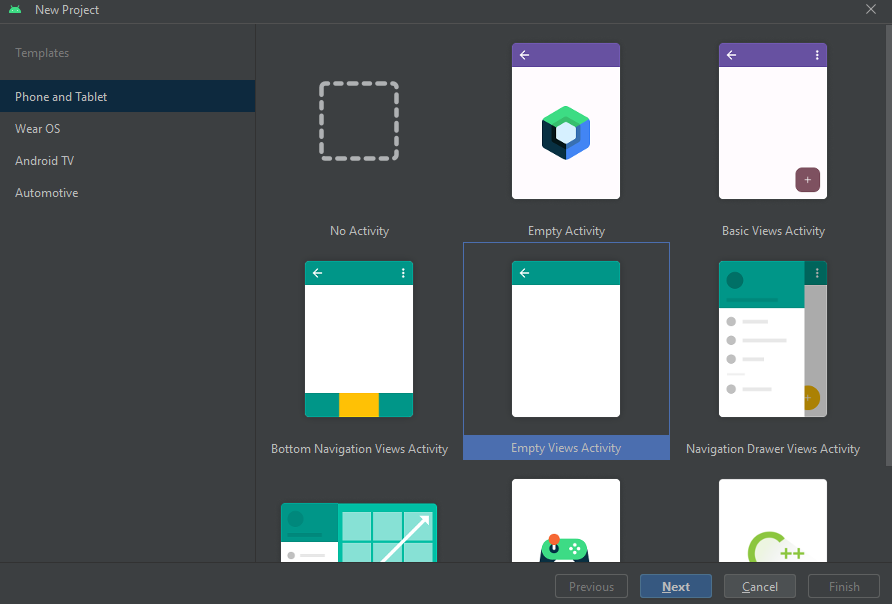 New Project
Templates
Phone and Tablet
Wear OS
Android TV
Automotive
No Activity
Empty Activity
Basic Views Activity
Bottom Navigation Views Activity
Empty Views Activity
Navigation Drawer Views Activity
++
Previous
Next
Cancel
Finish